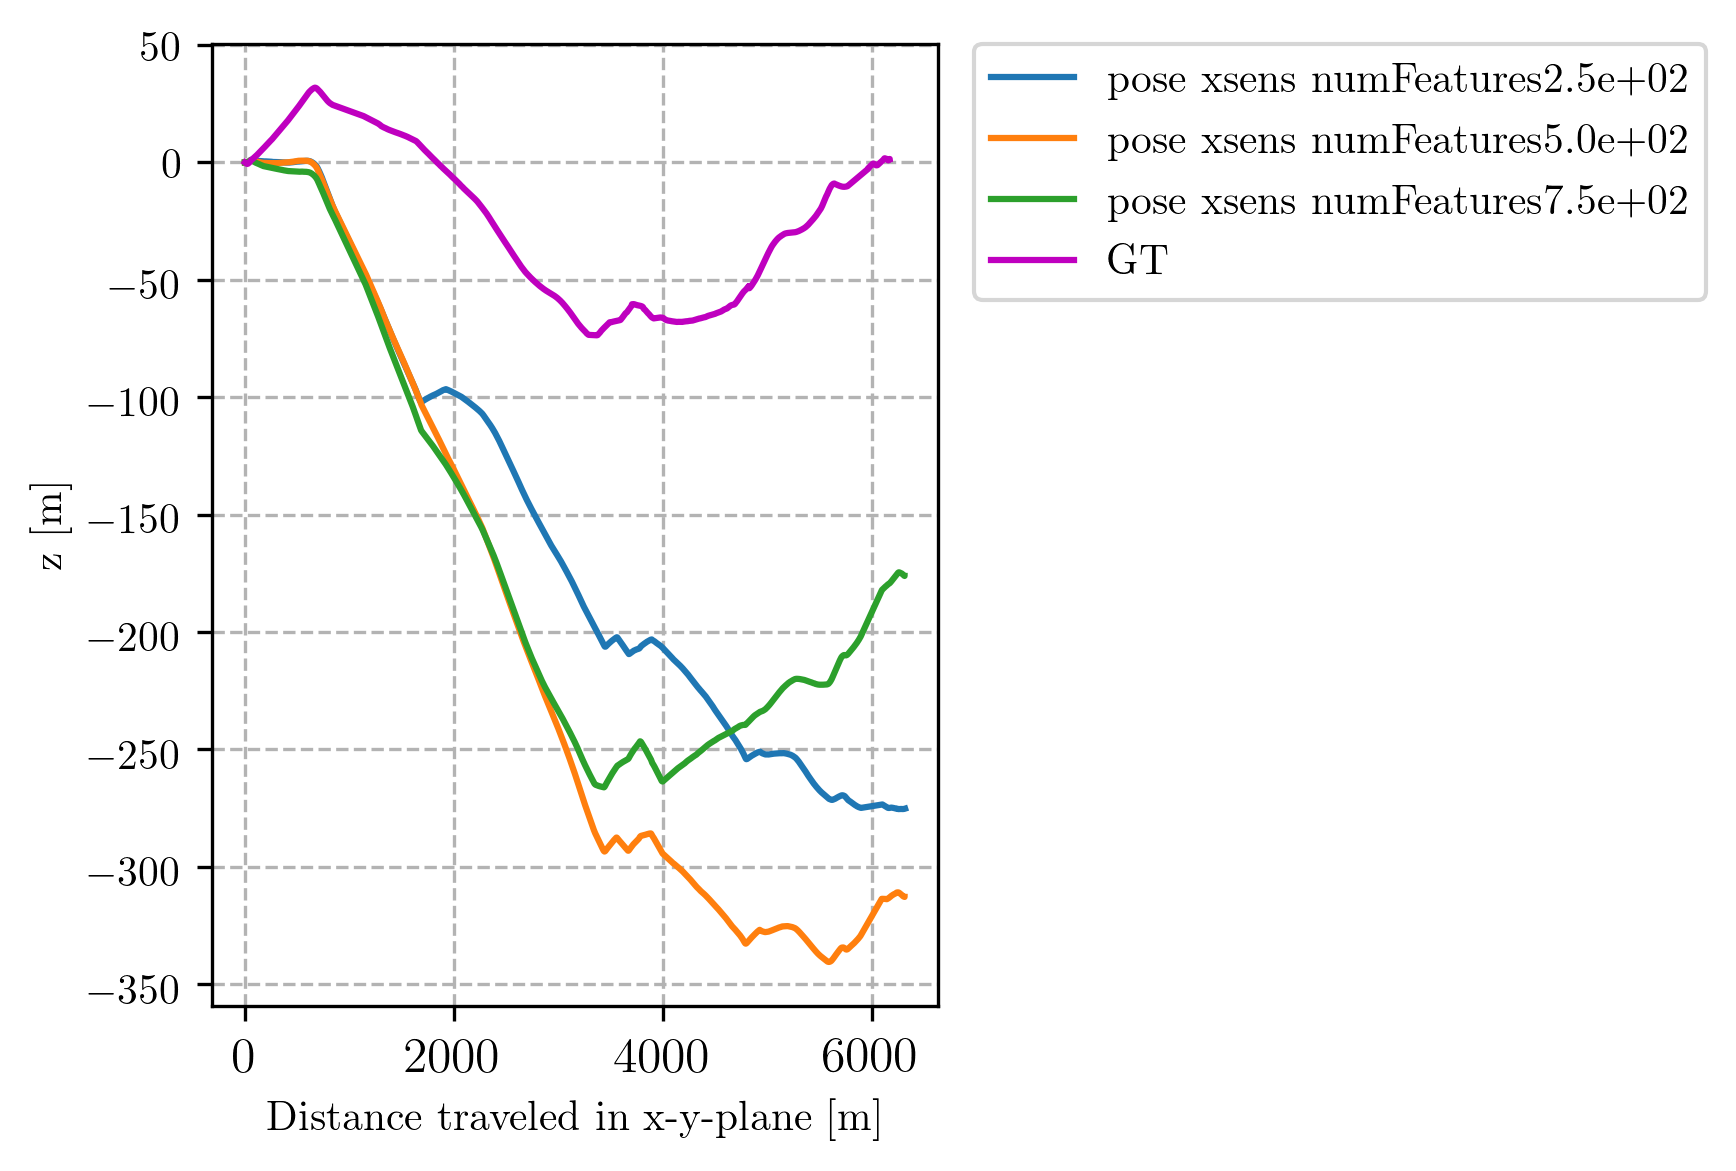 50
0
−50
−100
−150
−200
−250
−300
−350
z [m]
0 2000 4000 6000
Distance traveled in x-y-plane [m]
pose xsens numFeatures2.5e+02
pose xsens numFeatures5.0e+02
pose xsens numFeatures7.5e+02
GT